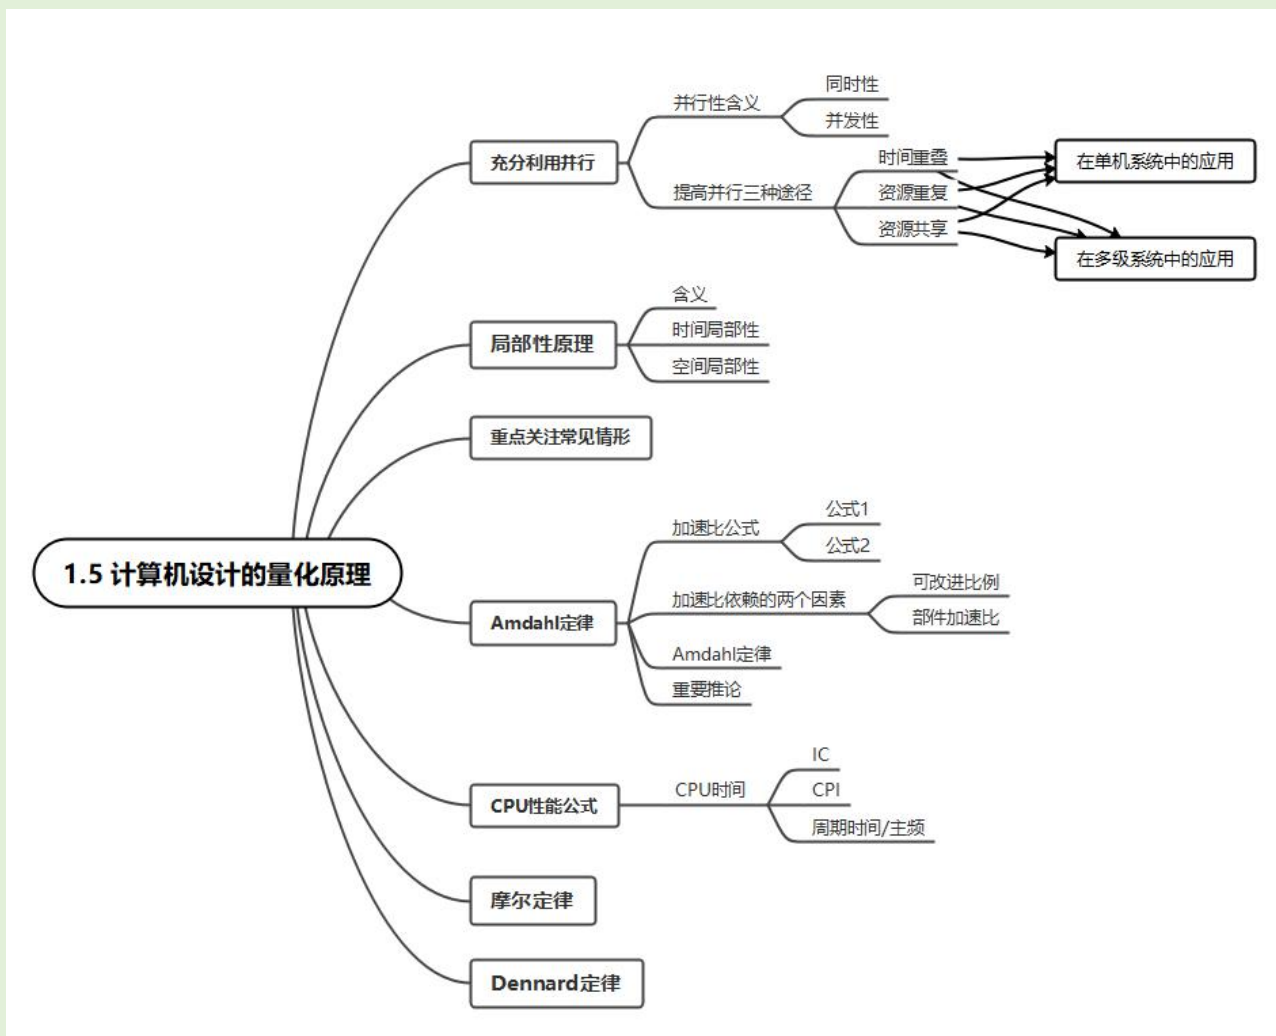 1.5 计算机设计的量化原理
充分利用并行
并行性含义
同时性
并发性
提高并行三种途径
时间重叠
资源重复
资源共享
在单机系统中的应用
在多级系统中的应用
局部性原理
含义
时间局部性
空间局部性
重点关注常见情形
Amdahl定律
加速比公式
公式1
公式2
加速比依赖的两个因素
可改进比例
部件加速比
Amdahl定律
重要推论
CPU性能公式
CPU时间
IC
CPI
周期时间/主频
摩尔定律
Dennard定律